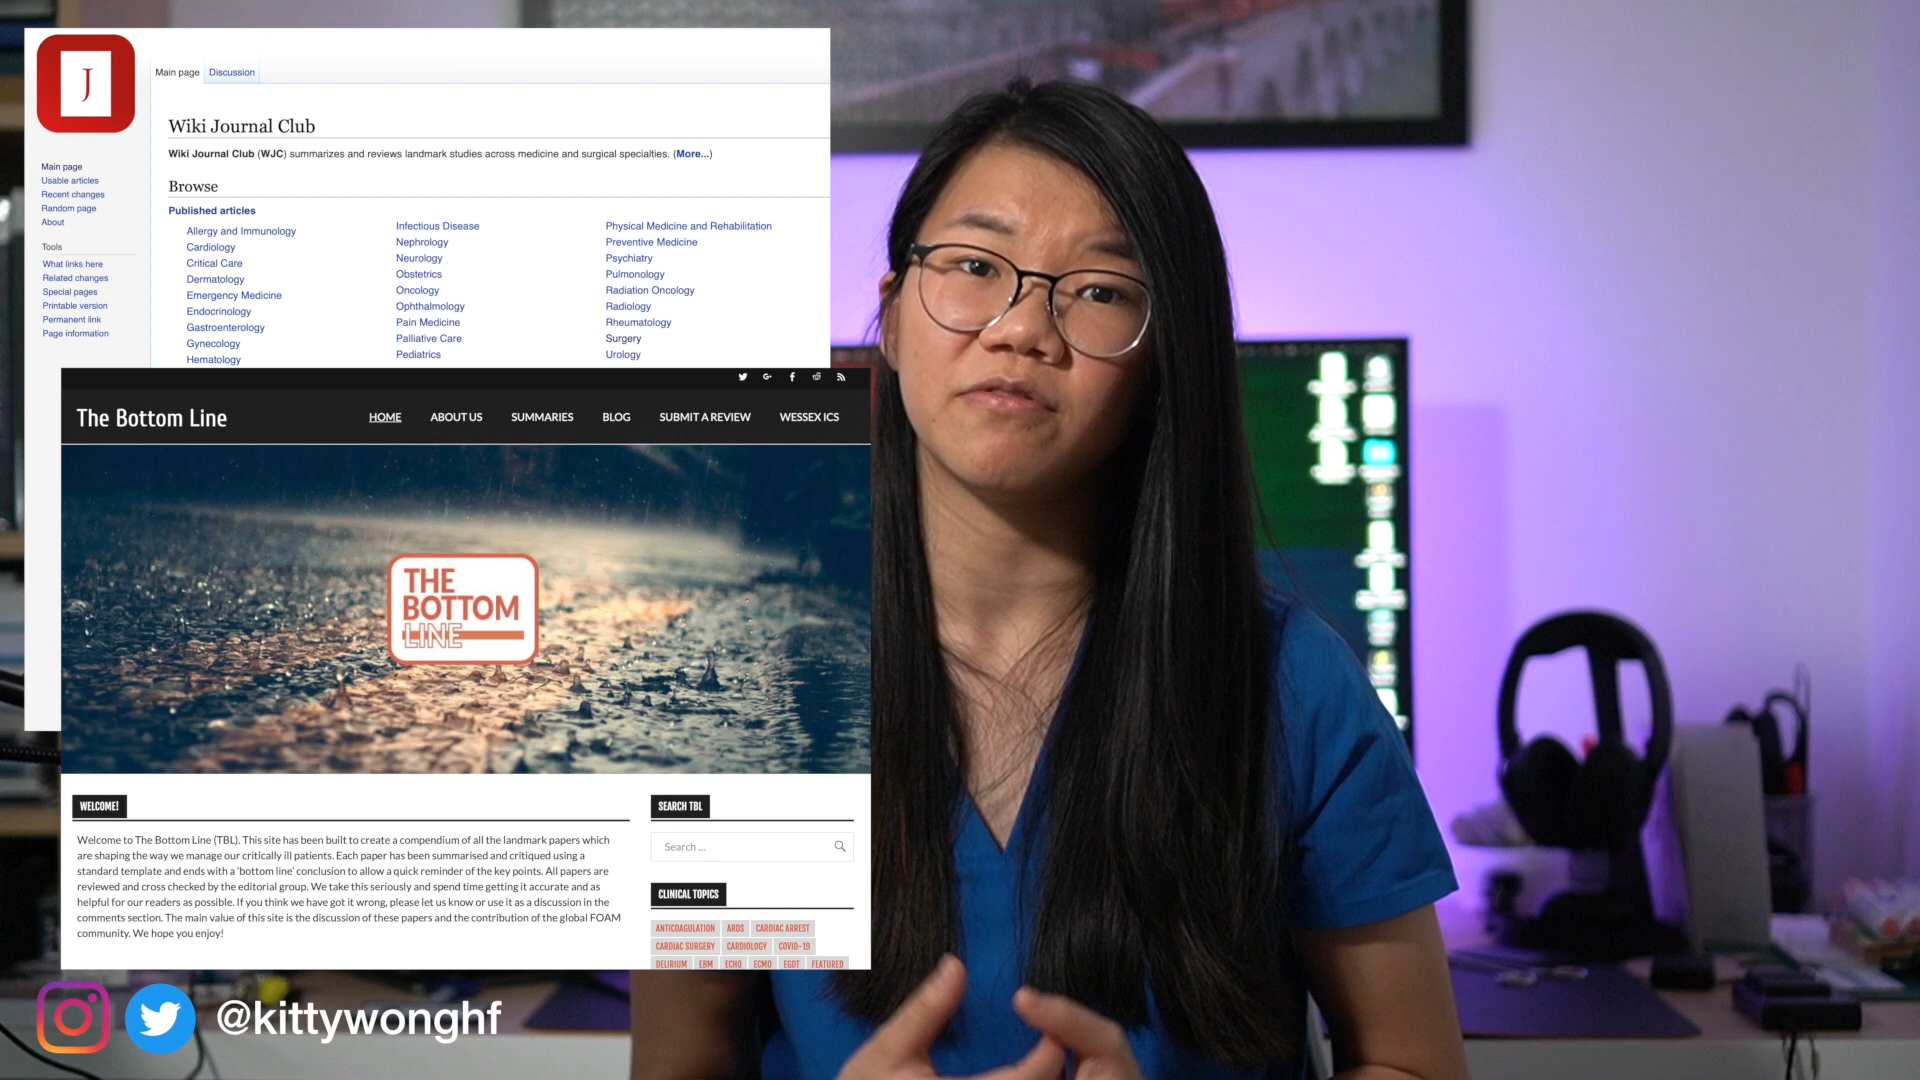 J
Main page
Discussion
Wiki Journal Club
Wiki Journal Club (WJC) summarizes and reviews landmark studies across medicine and surgical specialties. (More...)
Browse
Published articles
Allergy and Immunology
Cardiology
Critical Care
Dermatology
Emergency Medicine
Endocrinology
Gastroenterology
Gynecology
Hematology
Infectious Disease
Nephrology
Neurology
Obstetrics
Oncology
Ophthalmology
Pain Medicine
Palliative Care
Pediatrics
Physical Medicine and Rehabilitation
Preventive Medicine
Psychiatry
Pulmonology
Radiation Oncology
Radiology
Rheumatology
Surgery
Urology
Main page
Usable articles
Recent changes
Random page
About
Tools
What links here
Related changes
Special pages
Printable version
Permanent link
Page information
The Bottom Line
HOME
ABOUT US
SUMMARIES
BLOG
SUBMIT A REVIEW
WESSEX ICS
THE
BOTTOM
LINE
WELCOME!
Welcome to The Bottom Line (TBL). This site has been built to create a compendium of all the landmark papers which
are shaping the way we manage our critically ill patients. Each paper has been summarised and critiqued using a
standard template and ends with a 'bottom line' conclusion to allow a quick reminder of the key points. All papers are
reviewed and cross checked by the editorial group. We take this seriously and spend time getting it accurate and as
helpful for our readers as possible. If you think we have got it wrong, please let us know or use it as a discussion in the
comments section. The main value of this site is the discussion of these papers and the contribution of the global FOAM
community. We hope you enjoy!
SEARCH TBL
Search ...
CLINICAL TOPICS
ANTICOAGULATION ARDS CARDIAC ARREST
CARDIAC SURGERY CARDIOLOGY COVID-19
DELIRIUM EBM ECHO ECMO EGDT FEATURED
@kittywonghf